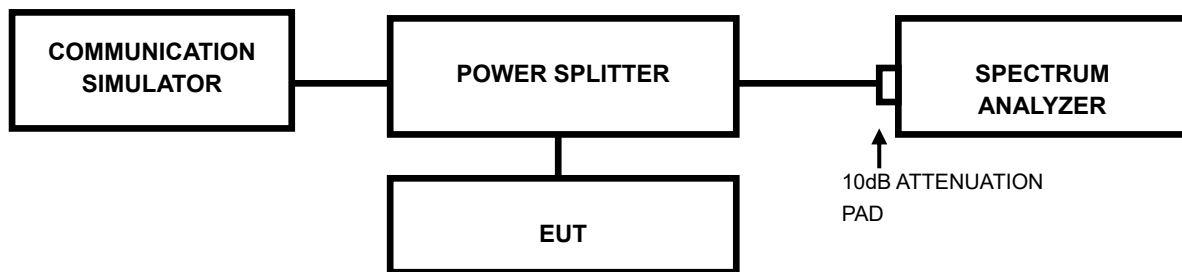 COMMUNICATION
SIMULATOR
POWER SPLITTER
SPECTRUM
ANALYZER
10dB ATTENUATION
PAD
EUT